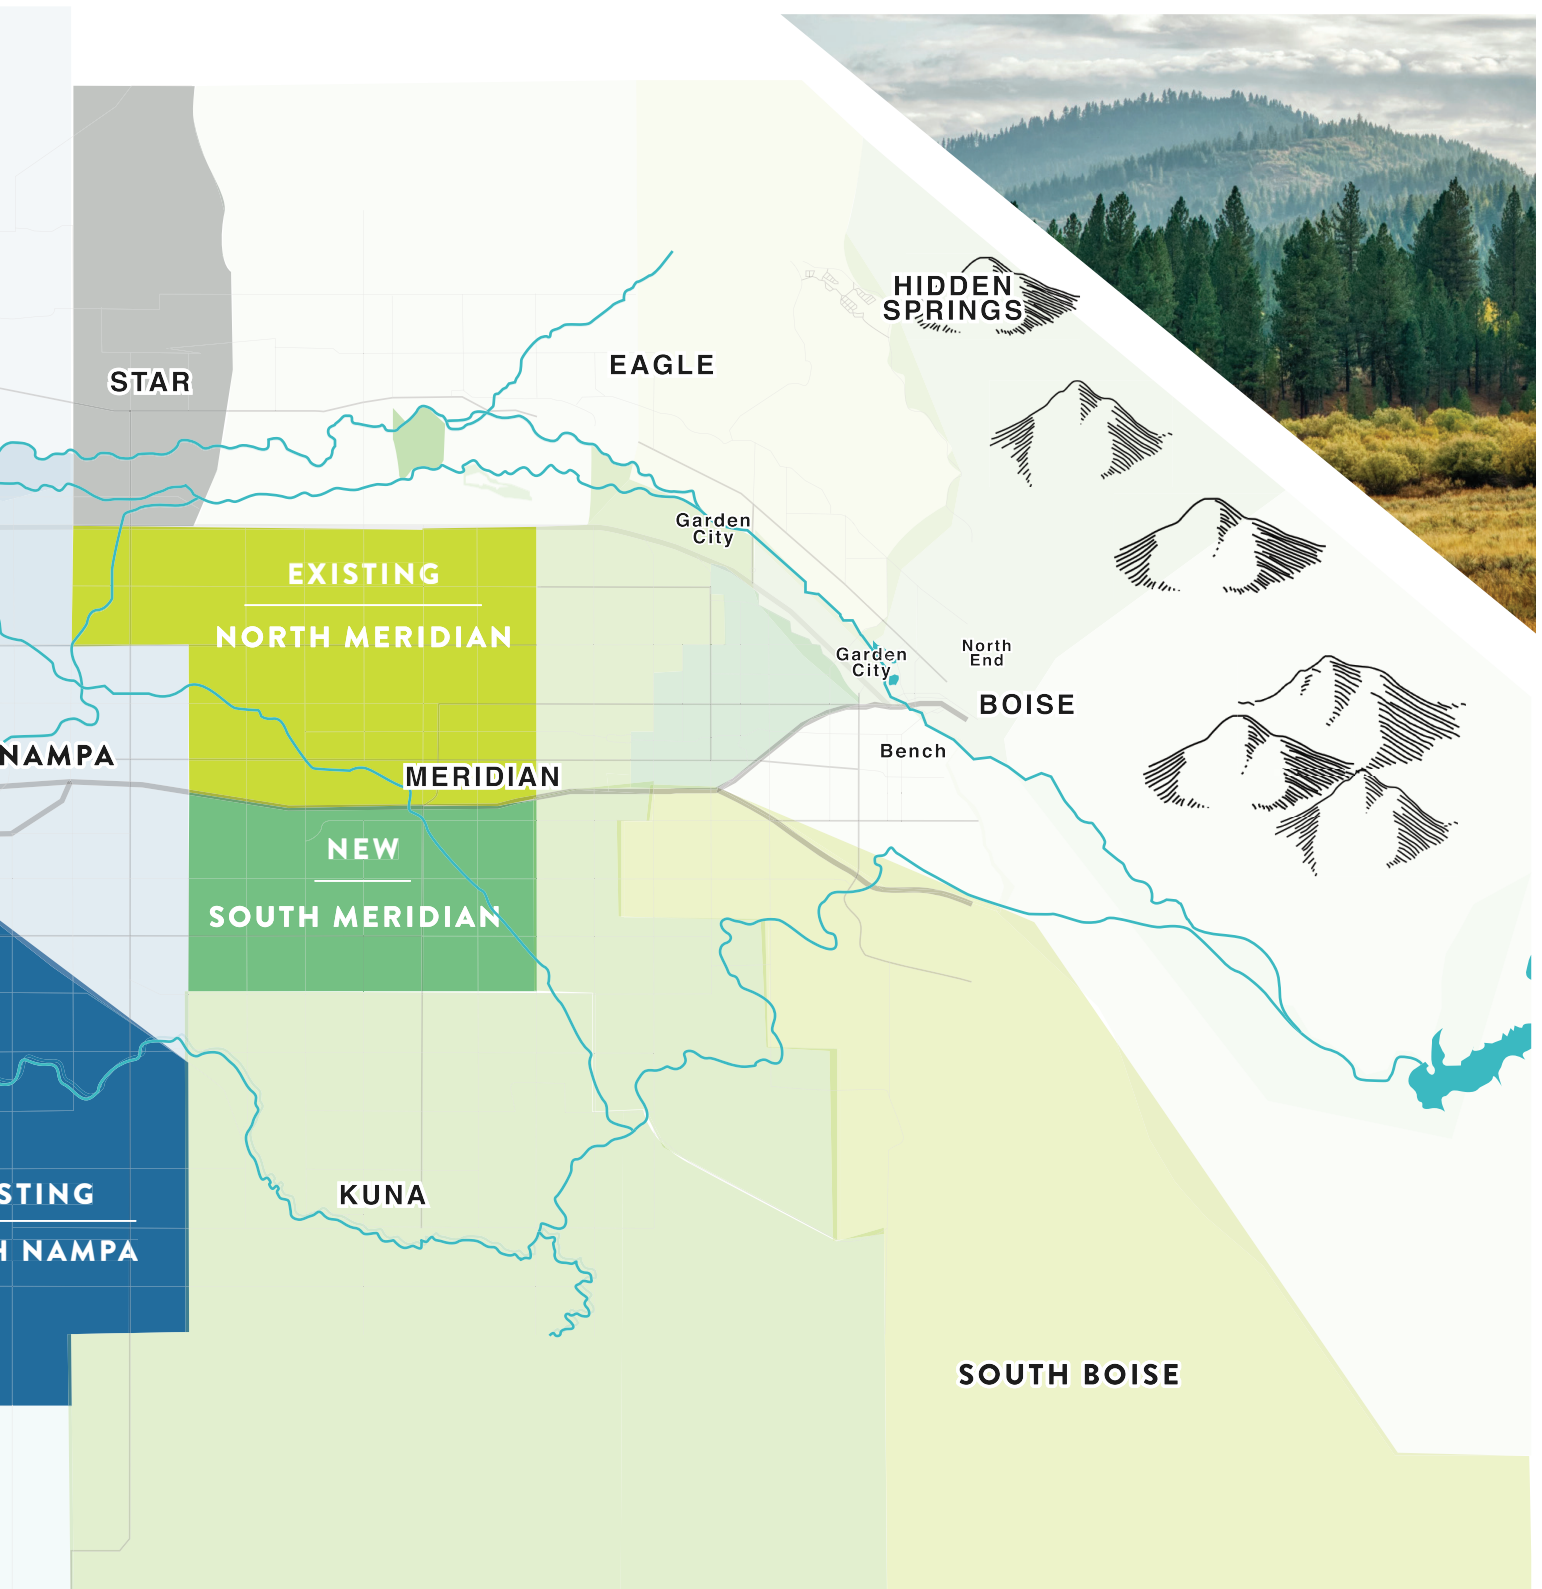 HIDDEN
SPRINGS
EAGLE
STAR
Garden
City
EXISTING
NORTH MERIDIAN
Garden
City
North
End
BOISE
Bench
NAMPA
MERIDIAN
NEW
SOUTH MERIDIAN
KUNA
STING
H NAMPA
SOUTH BOISE